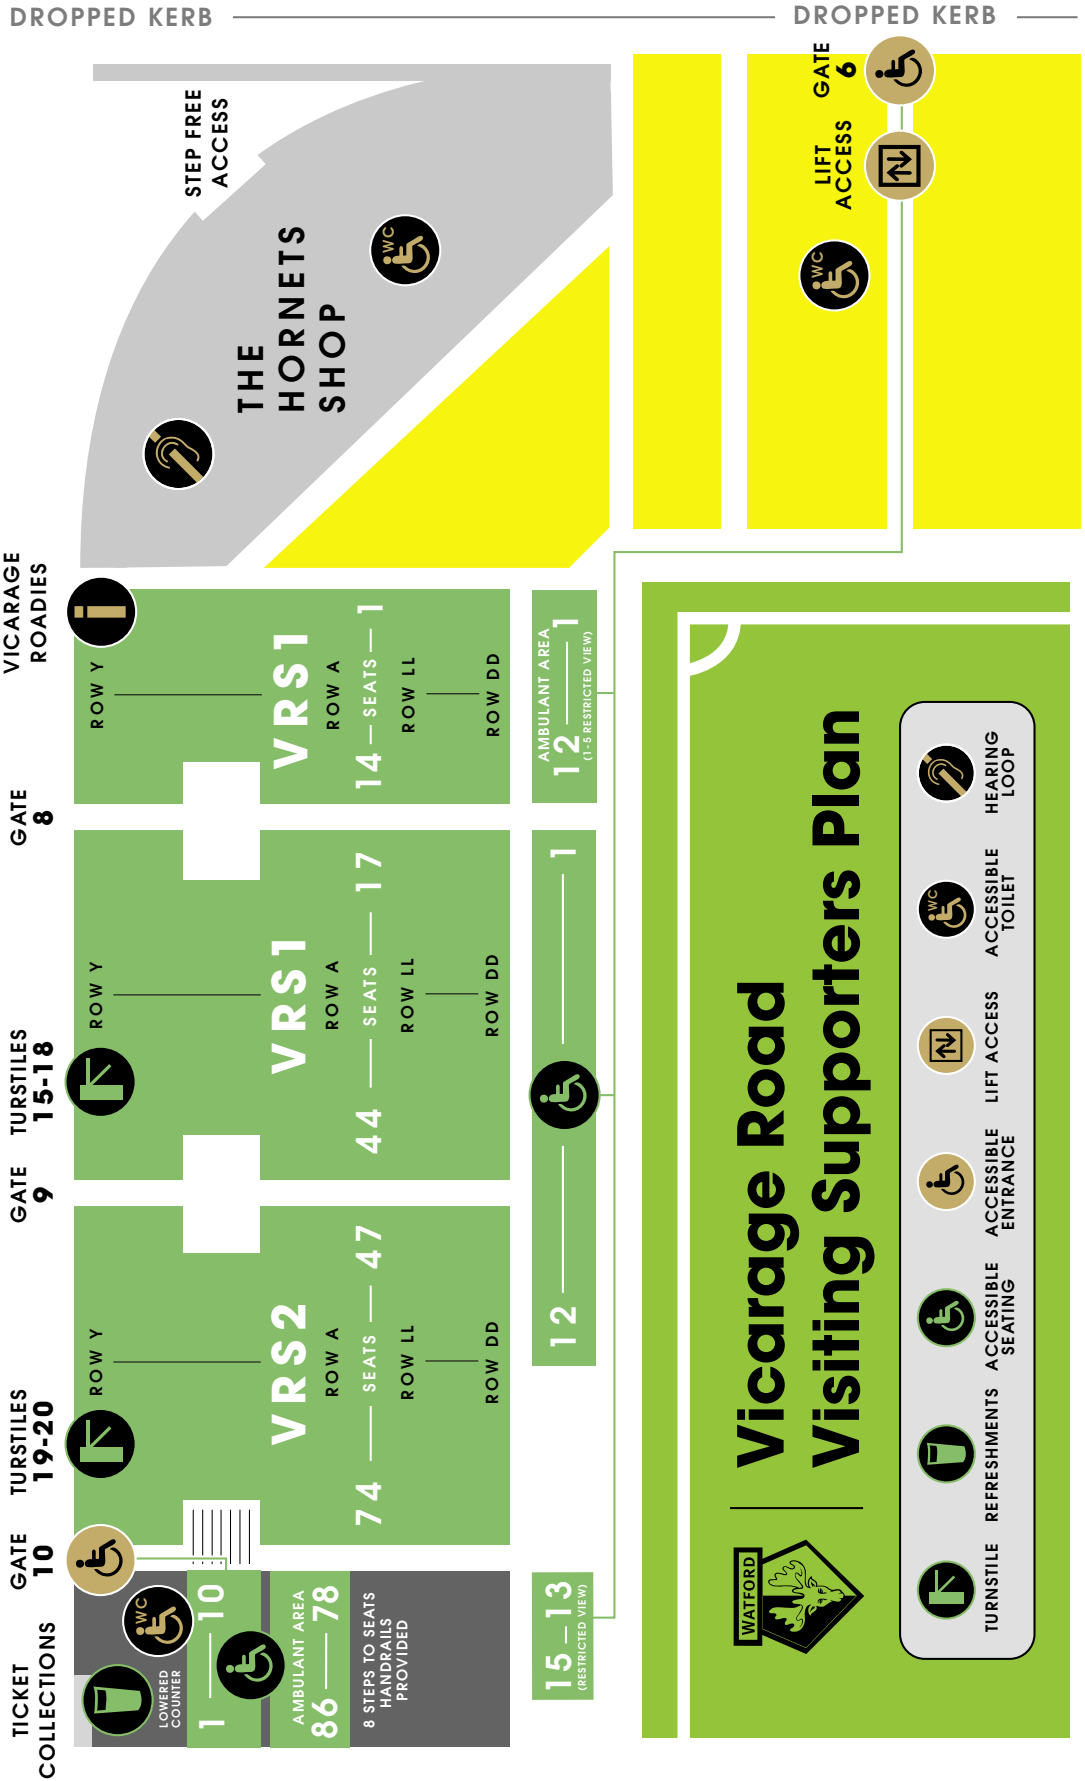 DROPPED KERB
DROPPED KERB
STEP FREE
ACCESS
THE
HORNETS
SHOP
WC
GATE
6
LIFT
ACCESS
WC
VICARAGE
ROADIES
ROW Y
VRS1
ROW A
14 — SEATS — 1
ROW LL
ROW DD
AMBULANT AREA
12 — 1
(1-5 RESTRICTED VIEW)
GATE
8
TURSTILES
15-18
ROW Y
VRS1
ROW A
44 — SEATS — 17
ROW LL
ROW DD
12 — 1
GATE
9
TURSTILES
19-20
ROW Y
VRS2
ROW A
74 — SEATS — 47
ROW LL
ROW DD
GATE
10
TICKET
COLLECTIONS
WC
LOWERED
COUNTER
1 — 10
AMBULANT AREA
86 — 78
8 STEPS TO SEATS
HANDRAILS
PROVIDED
15 — 13
(RESTRICTED VIEW)
WATFORD
Vicarage Road
Visiting Supporters Plan
TURNSTILE
REFRESHMENTS
ACCESSIBLE
SEATING
ACCESSIBLE
ENTRANCE
LIFT ACCESS
WC
ACCESSIBLE
TOILET
HEARING
LOOP